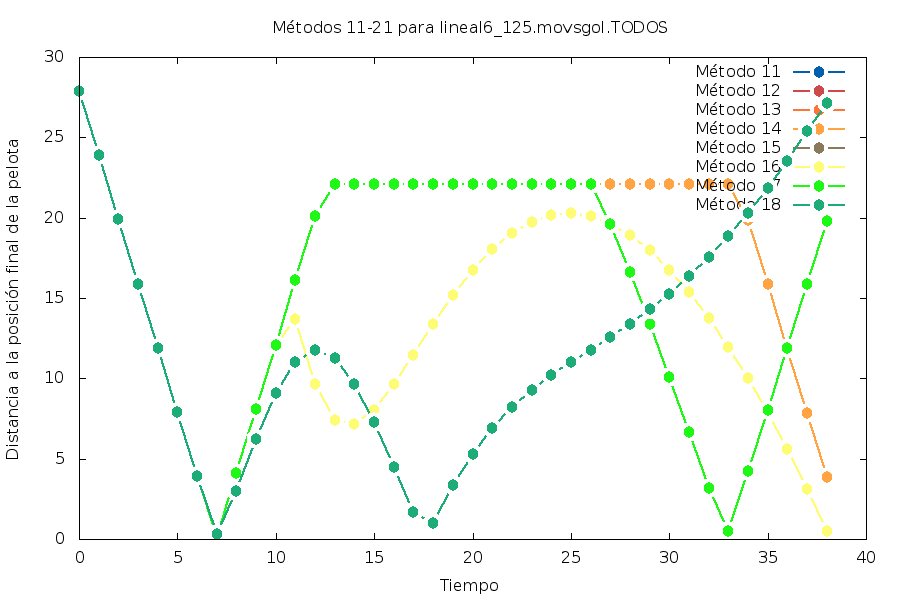 Métodos 11-21 para lineal6_125.movsgol.TODOS
Distancia a la posición final de la pelota
30
25
20
15
10
5
0
Método 11
Método 12
Método 13
Método 14
Método 15
Método 16
Método 7
Método 18
0 5 10 15 20 25 30 35 40
Tiempo